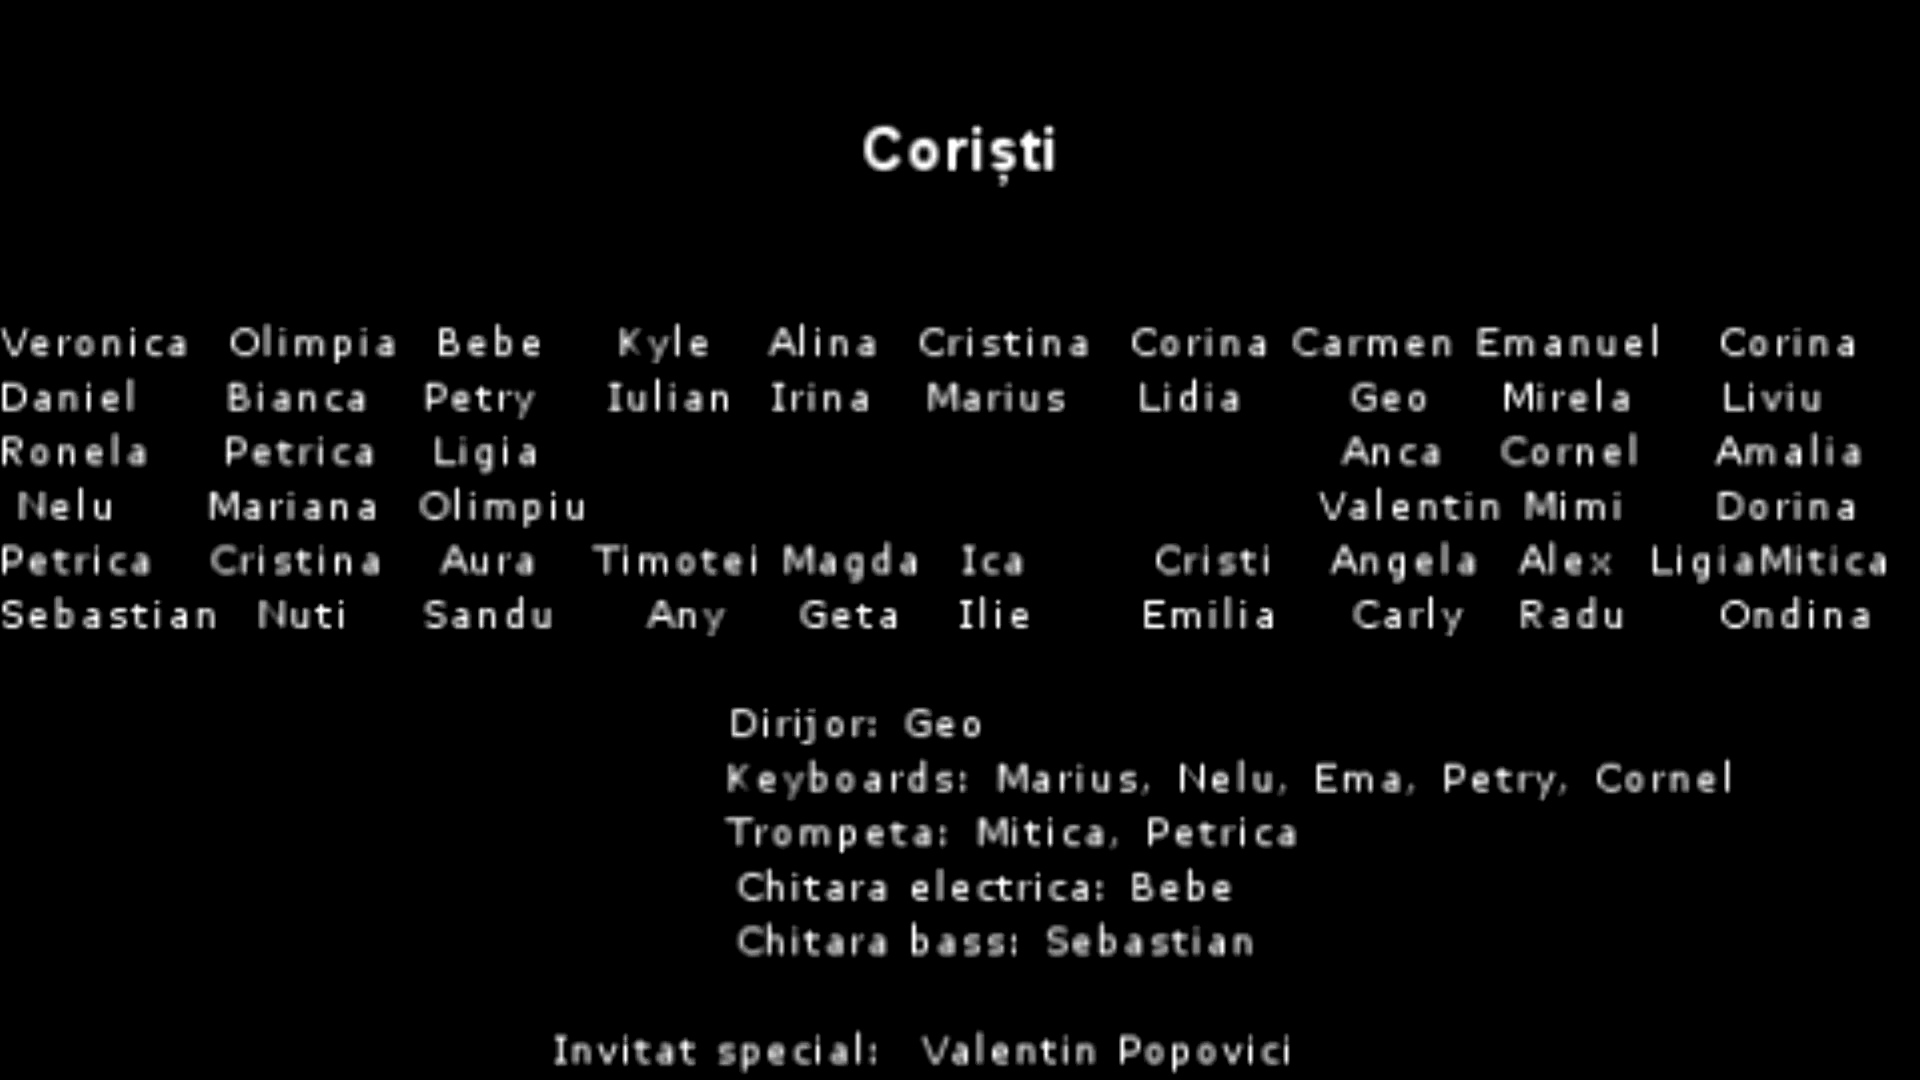 Coriști
Veronica Olimpia Bebe Kyle Alina Cristina Corina Carmen Emanuel Corina
Daniel Bianca Petry Iulian Irina Marius Lidia Geo Mirela Liviu
Ronela Petrica Ligia Anca Cornel Amalia
Nelu Mariana Olimpiu Valentin Mimi Dorina
Petrica Cristina Aura Timotei Magda Ica Cristi Angela Alex LigiaMitica
Sebastian Nuti Sandu Any Geta Ilie Emilia Carly Radu Ondina
Dirijor: Geo
Keyboards: Marius, Nelu, Ema, Petry, Cornel
Trompeta: Mitica, Petrica
Chitara electrica: Bebe
Chitara bass: Sebastian
Invitat special: Valentin Popovici